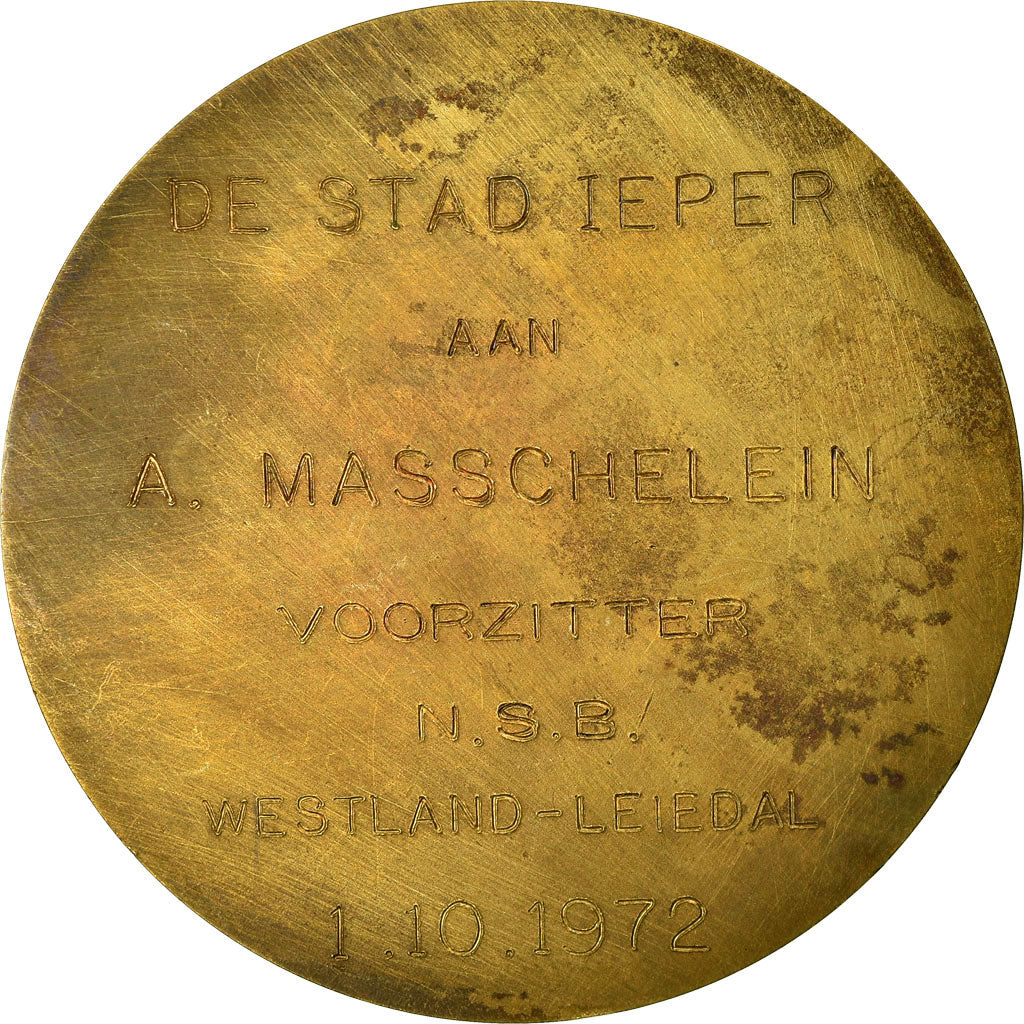 DE STAD IEPER
AAN
A. MASSCHELEIN
VOORZITTER
N.S.B.
WESTLAND-LEIEDAL
1.10.1972